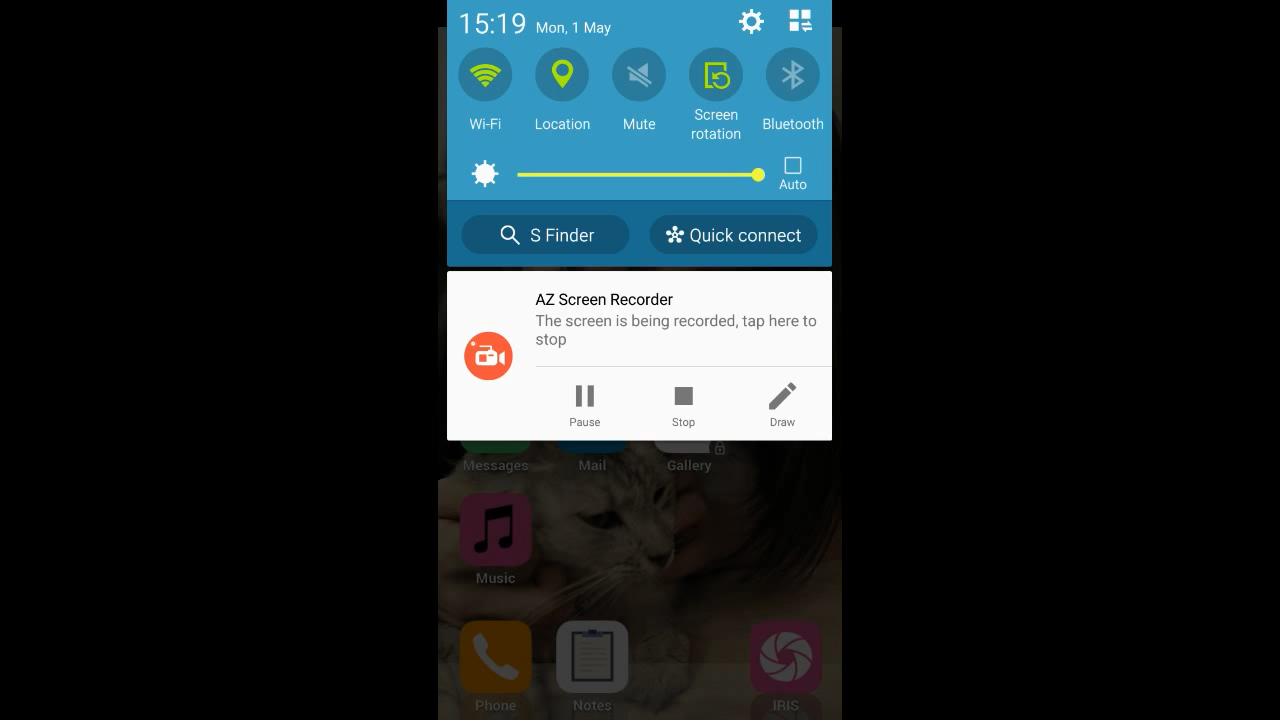 15:19 Mon, 1 May
Wi-Fi
Location
Mute
Screen
rotation
Bluetooth
Auto
S Finder
Quick connect
AZ Screen Recorder
The screen is being recorded, tap here to
stop
Pause
Stop
Draw
Messages
Mail
Gallery
Music
Phone
Notes
IRIS